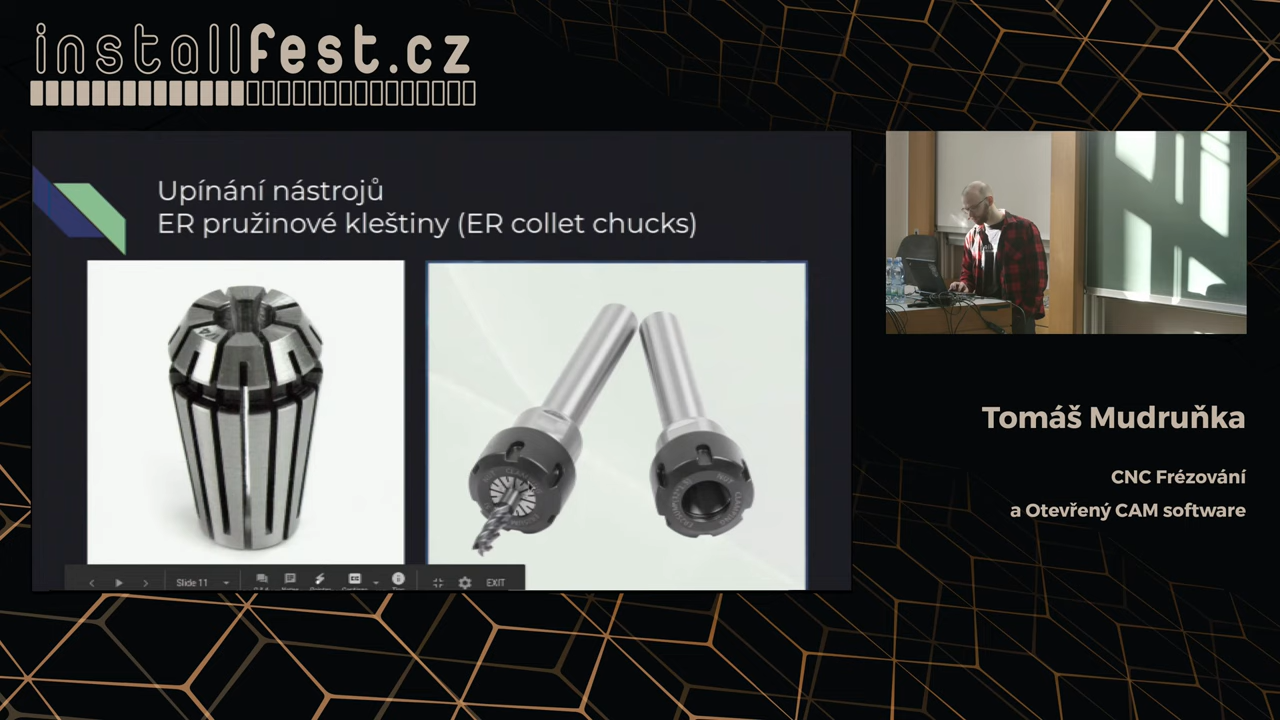 installfest.cz
Upínání nástrojů
ER pružinové kleštiny (ER collet chucks)
Slide 11
EXIT
Tomáš Mudruňka
CNC Frézování
a Otevřený CAM software